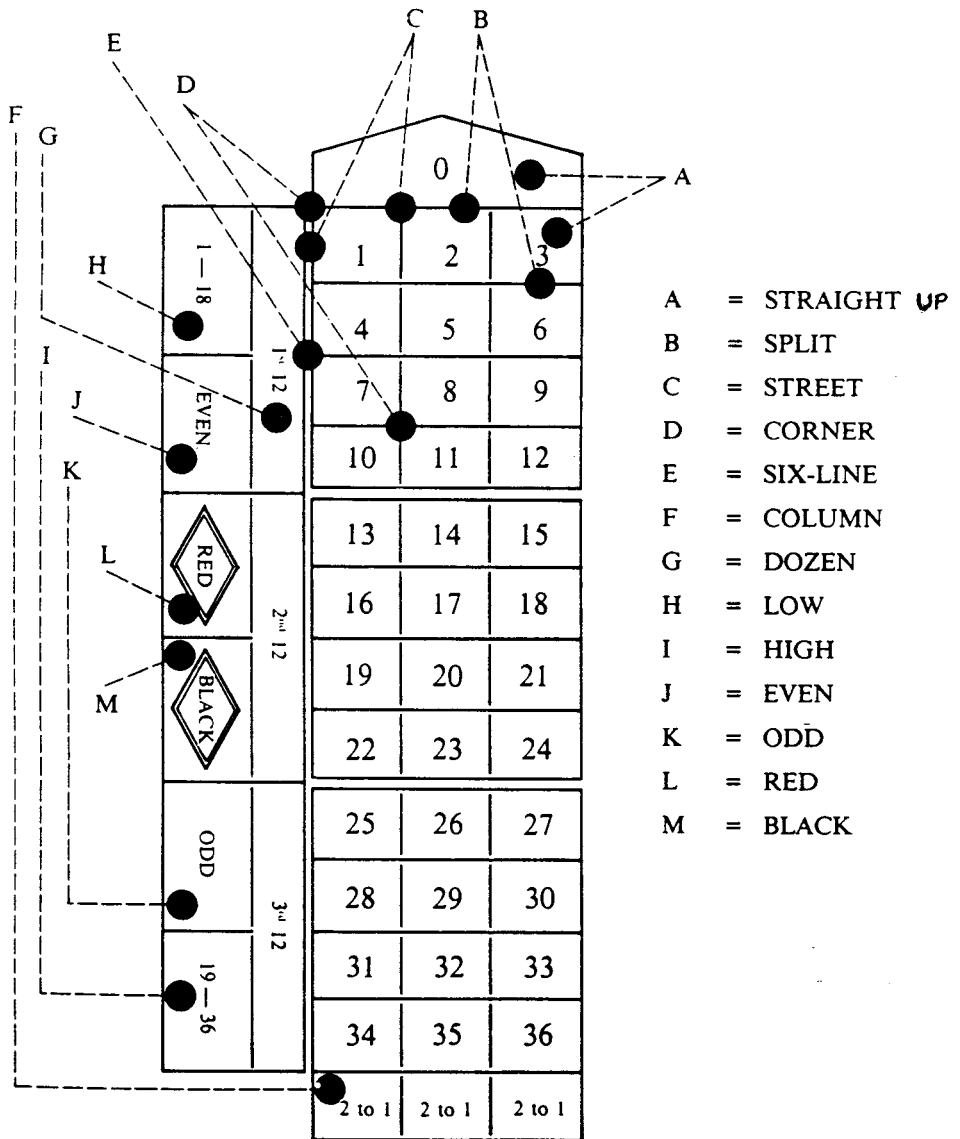 C B
E
D
F
G
0
A
1 2 3
1 — 18
H
A = STRAIGHT UP
4 5 6
B = SPLIT
I
1st 12
7 8 9
C = STREET
J
EVEN
D = CORNER
10 11 12
K
E = SIX-LINE
F = COLUMN
13 14 15
L
RED
G = DOZEN
16 17 18
2nd 12
H = LOW
I = HIGH
19 20 21
M
BLACK
J = EVEN
22 23 24
K = ODD
L = RED
25 26 27
M = BLACK
ODD
28 29 30
3rd 12
31 32 33
19 — 36
34 35 36
2 to 1 2 to 1 2 to 1